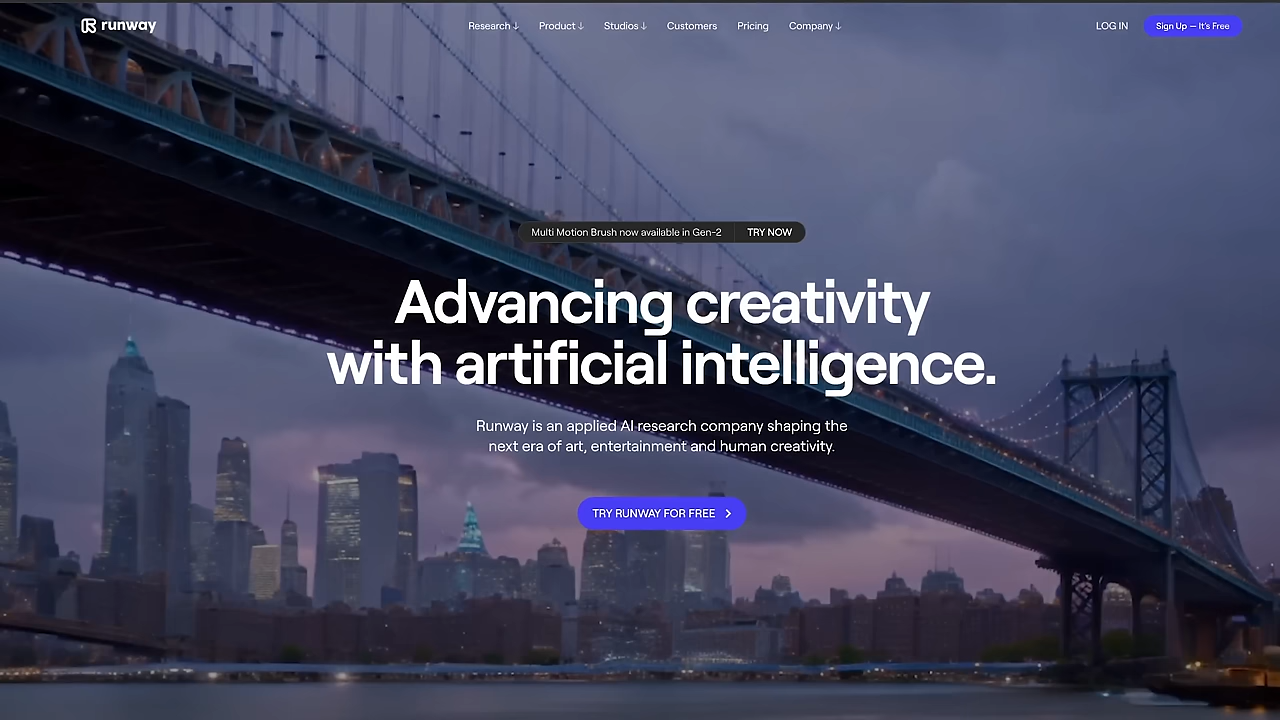 runway
Research ↓ Product ↓ Studios ↓ Customers Pricing Company ↓
LOG IN
Sign Up — It's Free
Multi Motion Brush now available in Gen-2 TRY NOW
Advancing creativity
with artificial intelligence.
Runway is an applied AI research company shaping the
next era of art, entertainment and human creativity.
TRY RUNWAY FOR FREE >